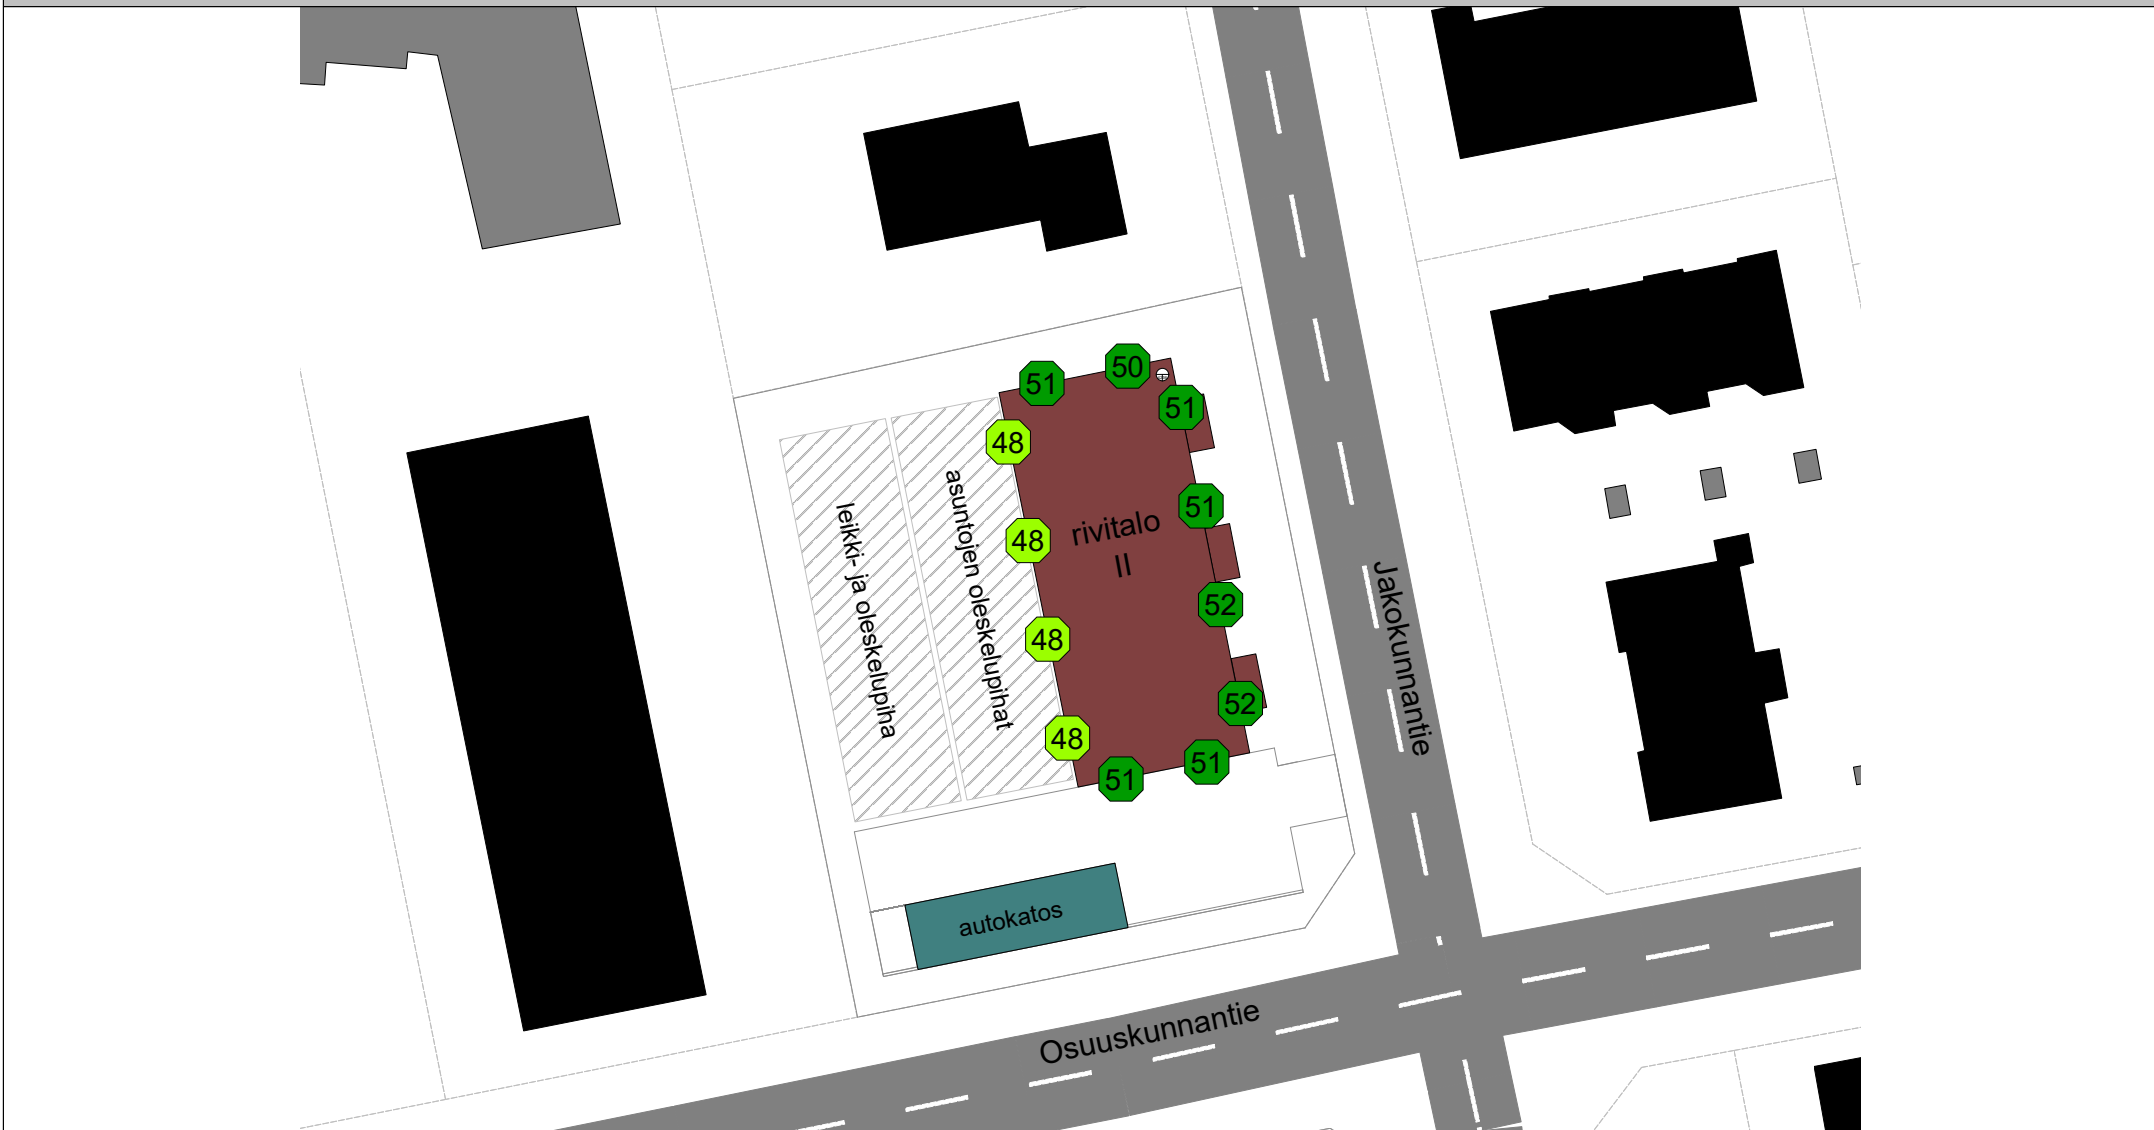 50
51
51
48
51
rivitalo
II
48
52
48
52
48
51
51
asuntojen oleskelupihat
leikki- ja oleskelupiha
Jakokunnantie
autokatos
Osuuskunnantie